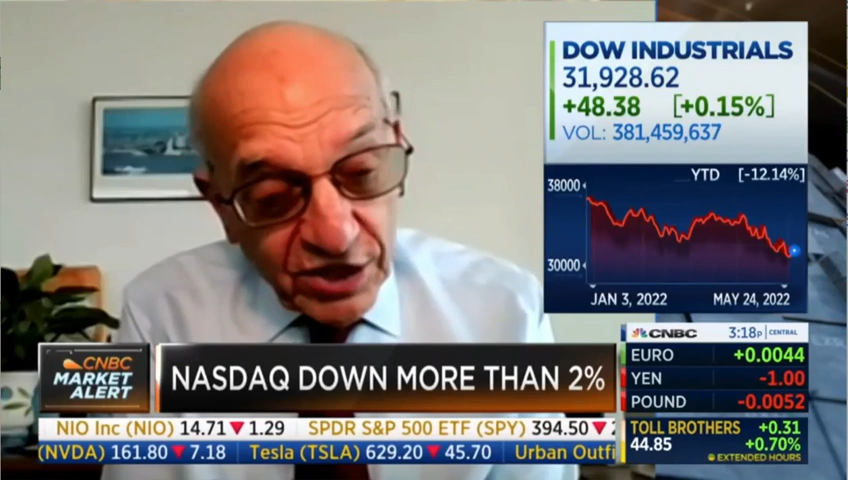 DOW INDUSTRIALS
31,928.62
+48.38 [+0.15%]
VOL: 381,459,637
YTD [-12.14%]
38000
30000
JAN 3, 2022 MAY 24, 2022
CNBC 3:18P CENTRAL
EURO +0.0044
YEN -1.00
POUND -0.0052
TOLL BROTHERS +0.31
44.85 +0.70%
EXTENDED HOURS
CNBC
MARKET
ALERT
NASDAQ DOWN MORE THAN 2%
NIO Inc (NIO) 14.71 ▼ 1.29 SPDR S&P 500 ETF (SPY) 394.50 ▼
(NVDA) 161.80 ▼ 7.18 Tesla (TSLA) 629.20 ▼ 45.70 Urban Outfi